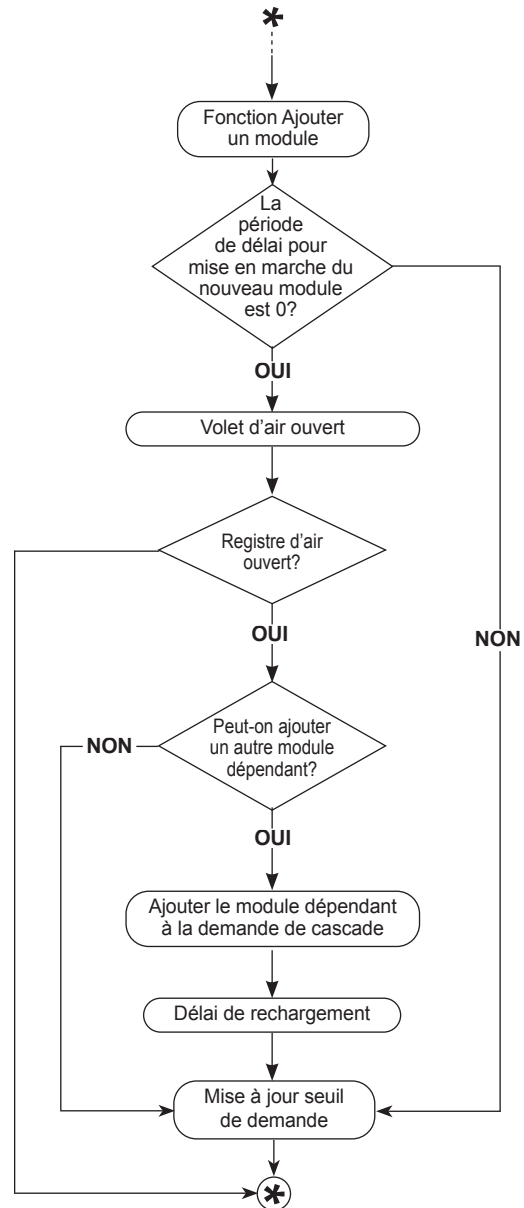 *
Fonction Ajouter
un module
La
période
de délai pour
mise en marche du
nouveau module
est 0?
OUI
Volet d'air ouvert
Registre d'air
ouvert?
OUI
NON
Peut-on ajouter
un autre module
dépendant?
NON
OUI
Ajouter le module dépendant
à la demande de cascade
Délai de rechargement
Mise à jour seuil
de demande
*